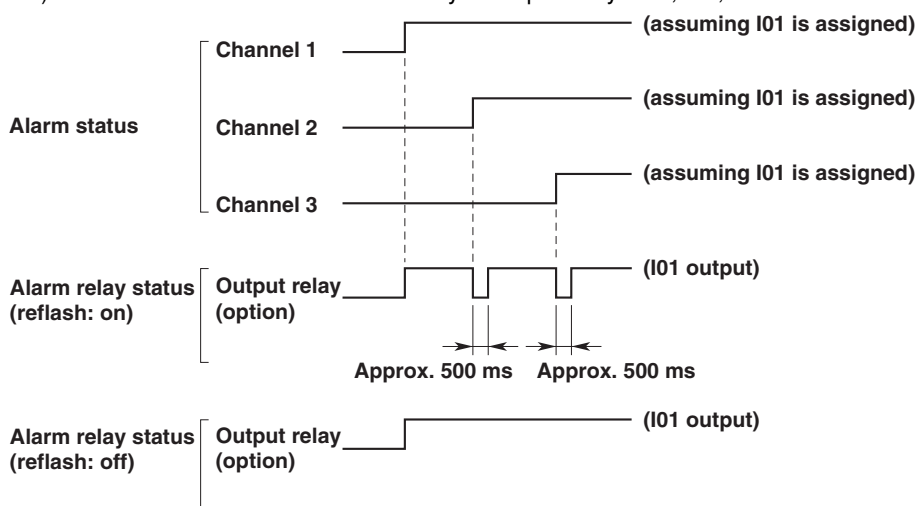 (assuming I01 is assigned)
Channel 1
(assuming I01 is assigned)
Alarm status
Channel 2
(assuming I01 is assigned)
Channel 3
Alarm relay status
(reflash: on)
Output relay
(option)
(I01 output)
Approx. 500 ms
Approx. 500 ms
Alarm relay status
(reflash: off)
Output relay
(option)
(I01 output)